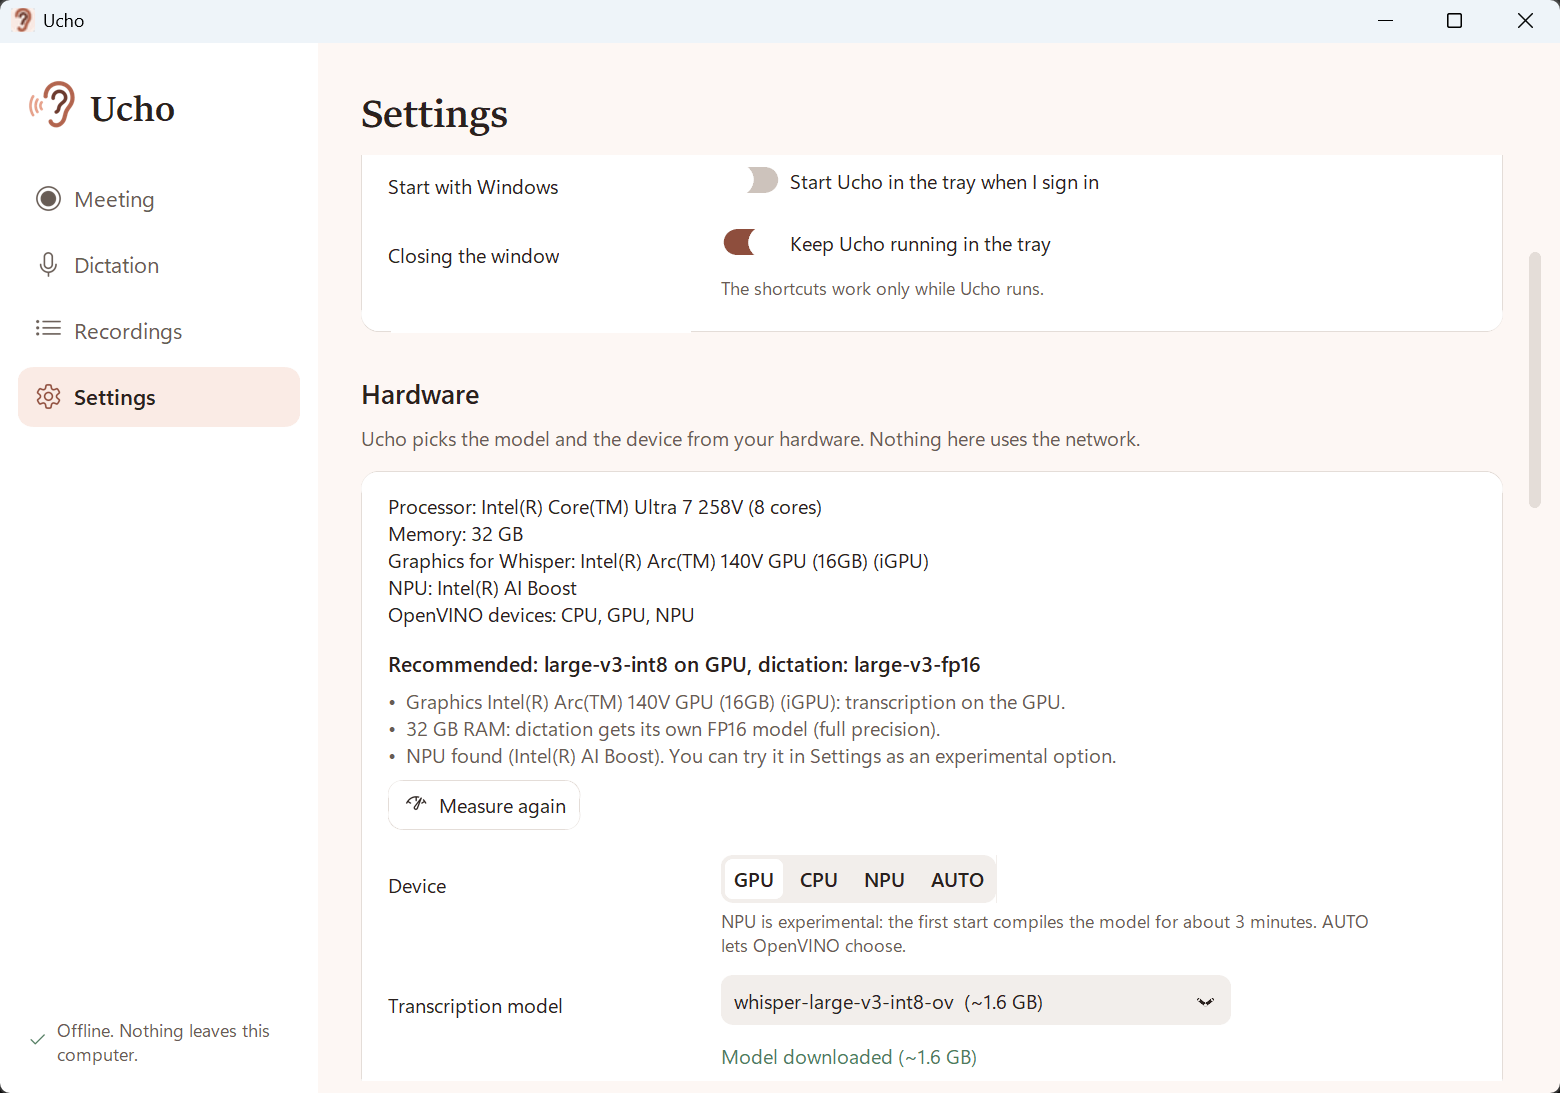 Ucho
Ucho
Meeting
Dictation
Recordings
Settings
Offline. Nothing leaves this
computer.
Settings
Start with Windows
Start Ucho in the tray when I sign in
Closing the window
Keep Ucho running in the tray
The shortcuts work only while Ucho runs.
Hardware
Ucho picks the model and the device from your hardware. Nothing here uses the network.
Processor: Intel(R) Core(TM) Ultra 7 258V (8 cores)
Memory: 32 GB
Graphics for Whisper: Intel(R) Arc(TM) 140V GPU (16GB) (iGPU)
NPU: Intel(R) AI Boost
OpenVINO devices: CPU, GPU, NPU
Recommended: large-v3-int8 on GPU, dictation: large-v3-fp16
• Graphics Intel(R) Arc(TM) 140V GPU (16GB) (iGPU): transcription on the GPU.
• 32 GB RAM: dictation gets its own FP16 model (full precision).
• NPU found (Intel(R) AI Boost). You can try it in Settings as an experimental option.
Measure again
Device
GPU CPU NPU AUTO
NPU is experimental: the first start compiles the model for about 3 minutes. AUTO
lets OpenVINO choose.
Transcription model
whisper-large-v3-int8-ov (~1.6 GB)
Model downloaded (~1.6 GB)